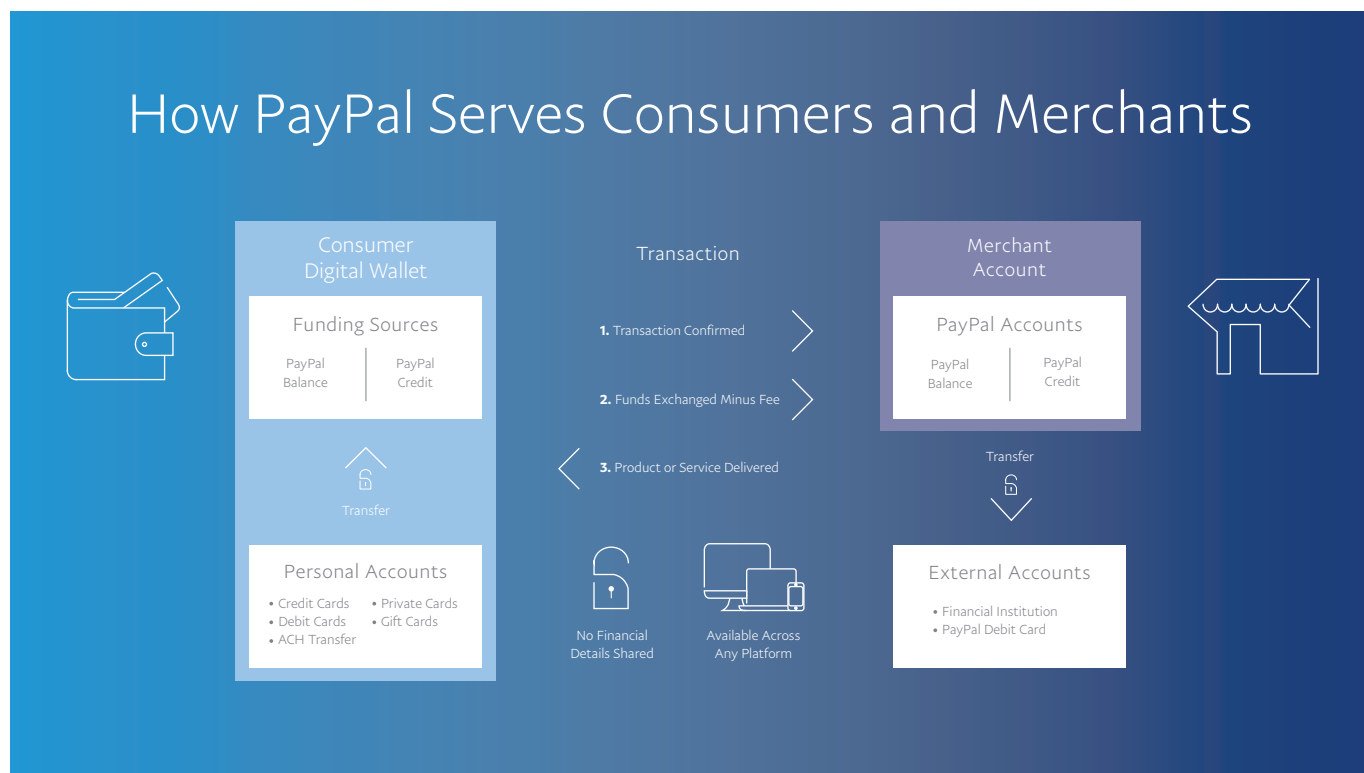 How PayPal Serves Consumers and Merchants
Consumer
Digital Wallet
Funding Sources
PayPal
Balance
PayPal
Credit
Transfer
Personal Accounts
• Credit Cards
• Debit Cards
• ACH Transfer
• Private Cards
• Gift Cards
Transaction
1. Transaction Confirmed
2. Funds Exchanged Minus Fee
3. Product or Service Delivered
No Financial
Details Shared
Available Across
Any Platform
Merchant
Account
PayPal Accounts
PayPal
Balance
PayPal
Credit
Transfer
External Accounts
• Financial Institution
• PayPal Debit Card